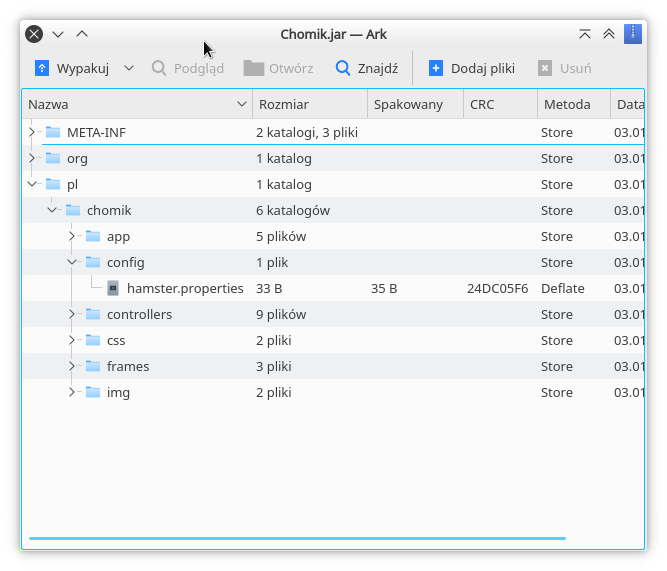 Chomik.jar — Ark
Wypakuj Podgląd Otwórz Znajdź Dodaj pliki Usuń
Nazwa Rozmiar Spakowany CRC Metoda Data
META-INF 2 katalogi, 3 pliki Store 03.01
org 1 katalog Store 03.01
pl 1 katalog Store 03.01
chomik 6 katalogów Store 03.01
app 5 plików Store 03.01
config 1 plik Store 03.01
hamster.properties 33 B 35 B 24DC05F6 Deflate 03.01
controllers 9 plików Store 03.01
css 2 pliki Store 03.01
frames 3 pliki Store 03.01
img 2 pliki Store 03.01